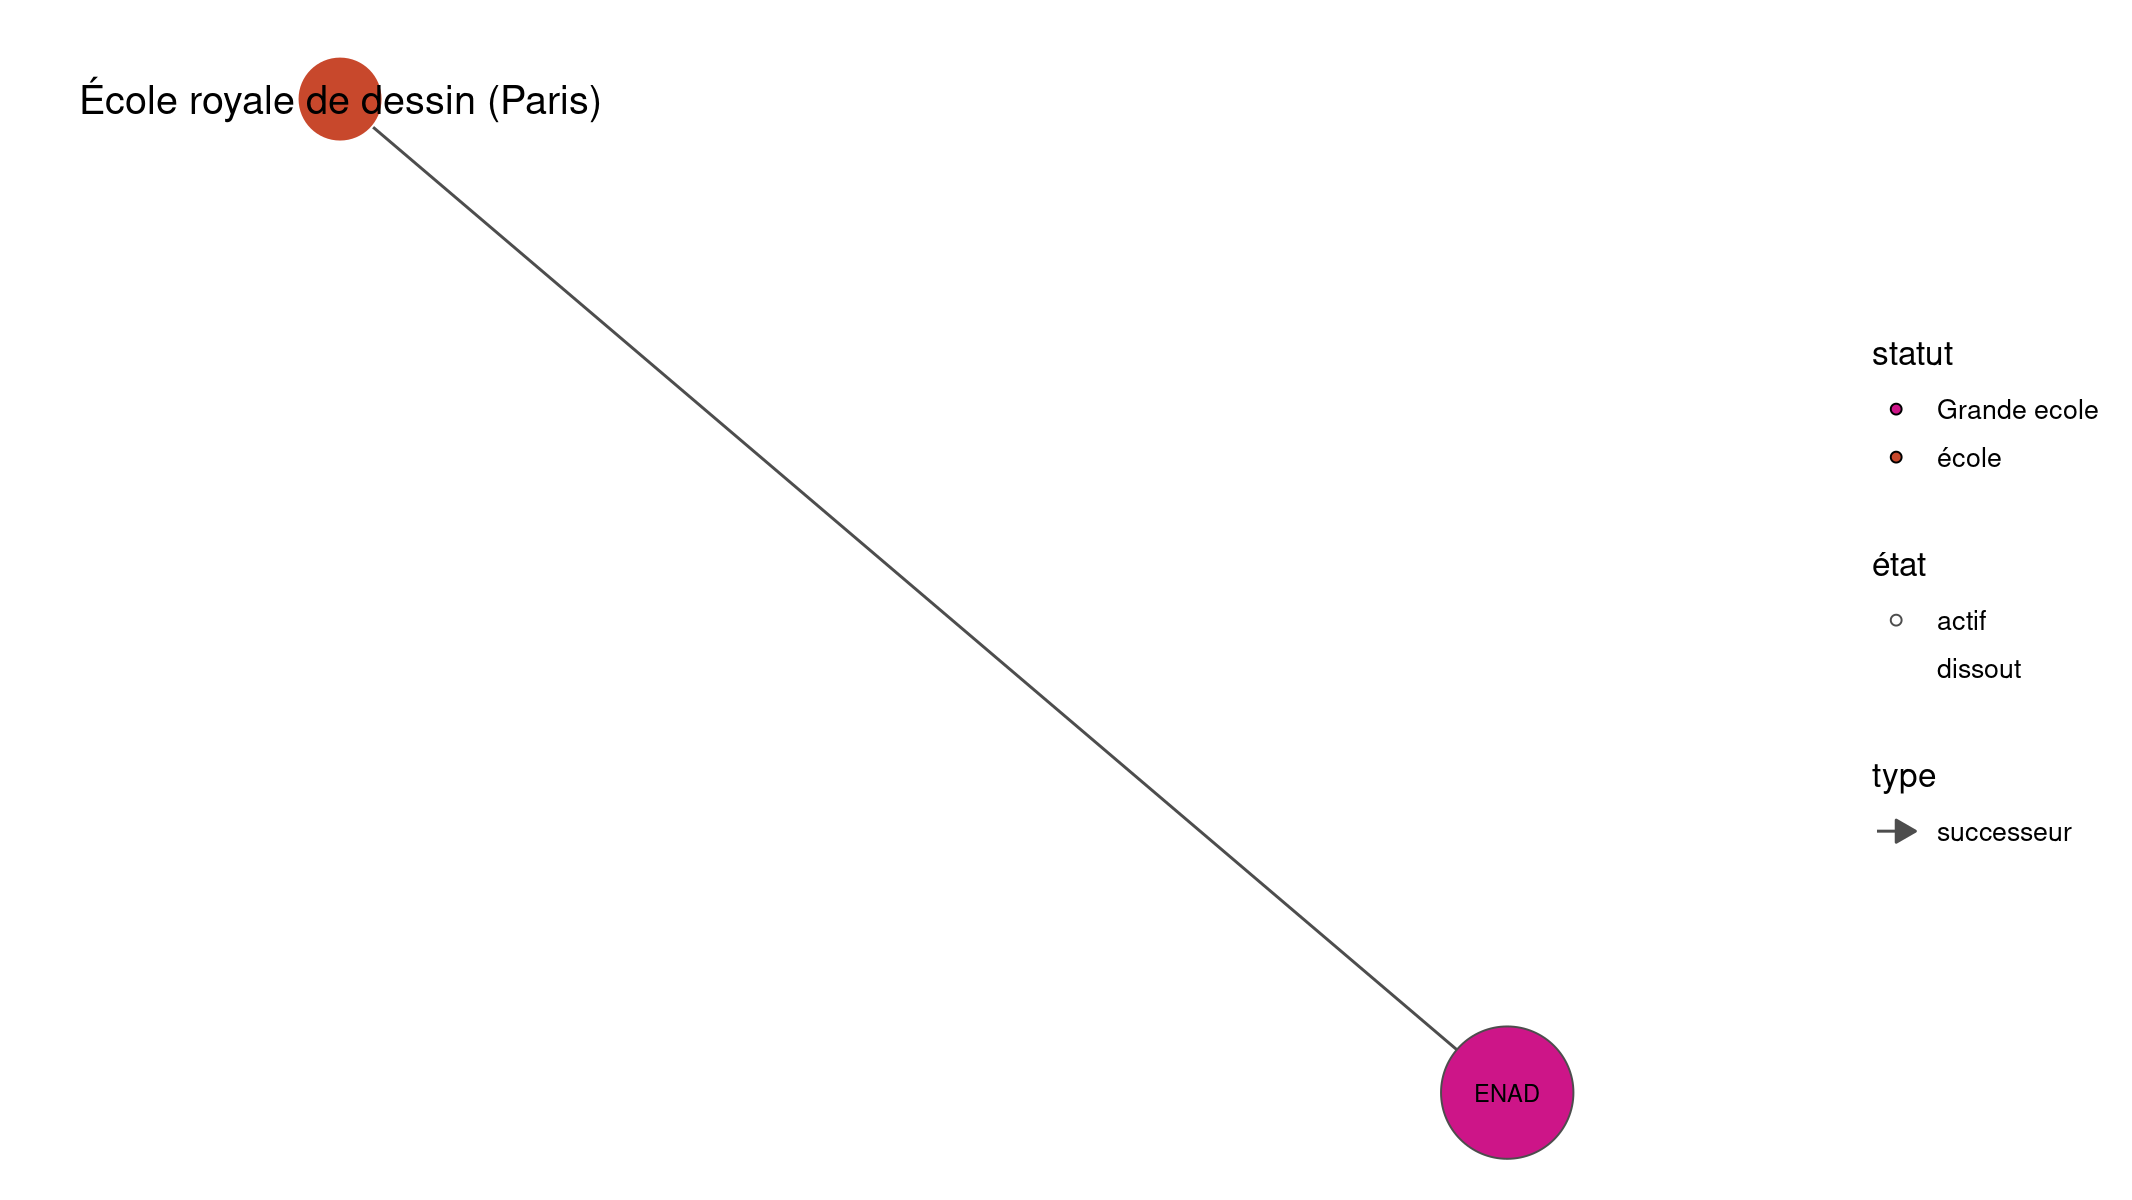 École royale de dessin (Paris)
statut
Grande ecole
école
état
actif
dissout
type
successeur
ENAD